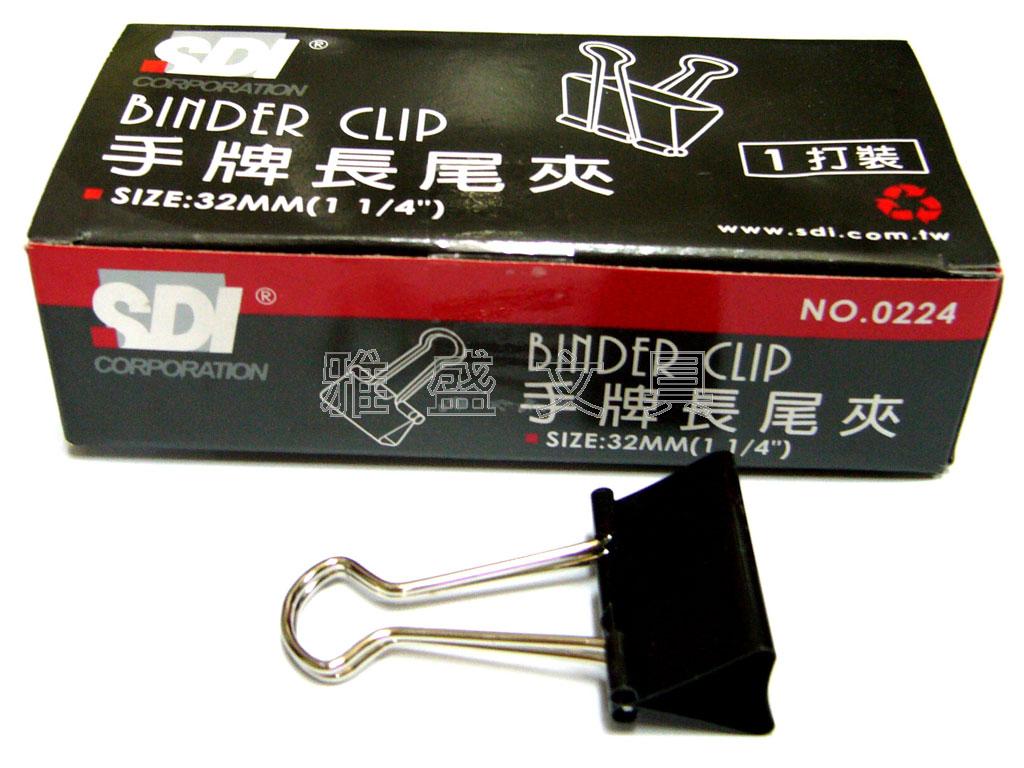 SDI®
CORPORATION
BINDER CLIP
手牌長尾夾
SIZE:32MM(1 1/4")
1打裝
www.sdi.com.tw
SDI®
CORPORATION
NO.0224
BINDER CLIP
手牌長尾夾
SIZE:32MM(1 1/4")
雅盛文具